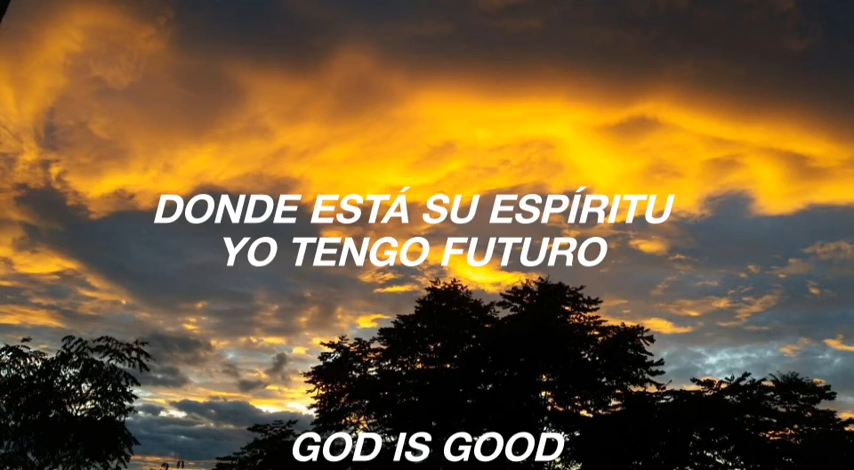 DONDE ESTÁ SU ESPÍRITU
YO TENGO FUTURO
GOD IS GOOD